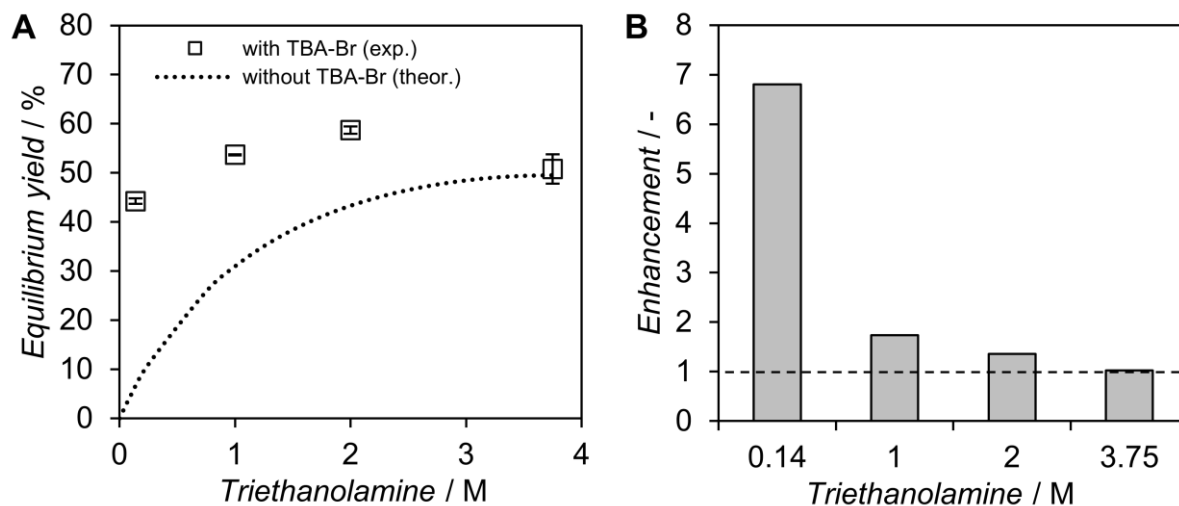 A
Equilibrium yield / %
80
70
60
50
40
30
20
10
0
with TBA-Br (exp.)
without TBA-Br (theor.)
0 1 2 3 4
Triethanolamine / M
B
Enhancement / -
8
7
6
5
4
3
2
1
0
0.14 1 2 3.75
Triethanolamine / M